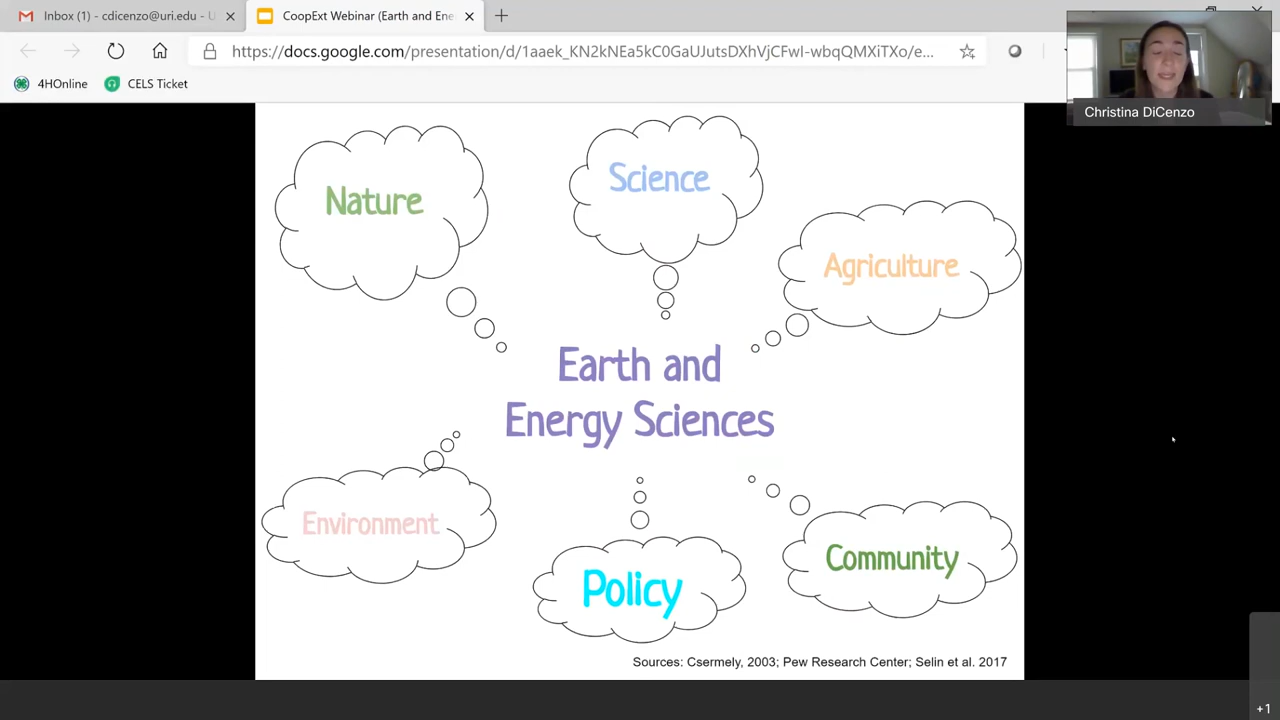 Inbox (1) - cdicenzo@uri.edu - U
CoopExt Webinar (Earth and Ene
https://docs.google.com/presentation/d/1aaek_KN2kNEa5kC0GaUJutsDXhVjCFwI-wbqQMXiTXo/e...
4HOnline
CELS Ticket
Christina DiCenzo
Nature
Science
Agriculture
Earth and
Energy Sciences
Environment
Policy
Community
Sources: Csermely, 2003; Pew Research Center; Selin et al. 2017
+1